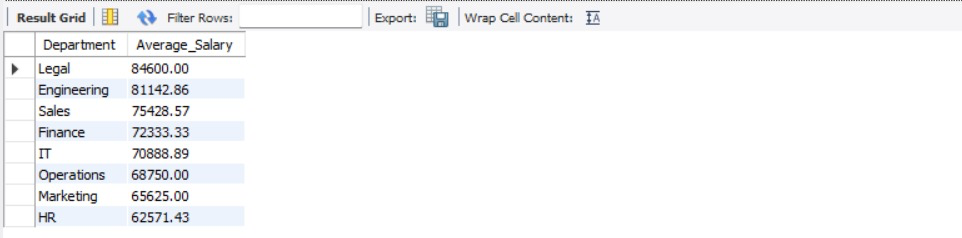 Result Grid Filter Rows: Export: Wrap Cell Content: IA
Department Average_Salary
Legal 84600.00
Engineering 81142.86
Sales 75428.57
Finance 72333.33
IT 70888.89
Operations 68750.00
Marketing 65625.00
HR 62571.43